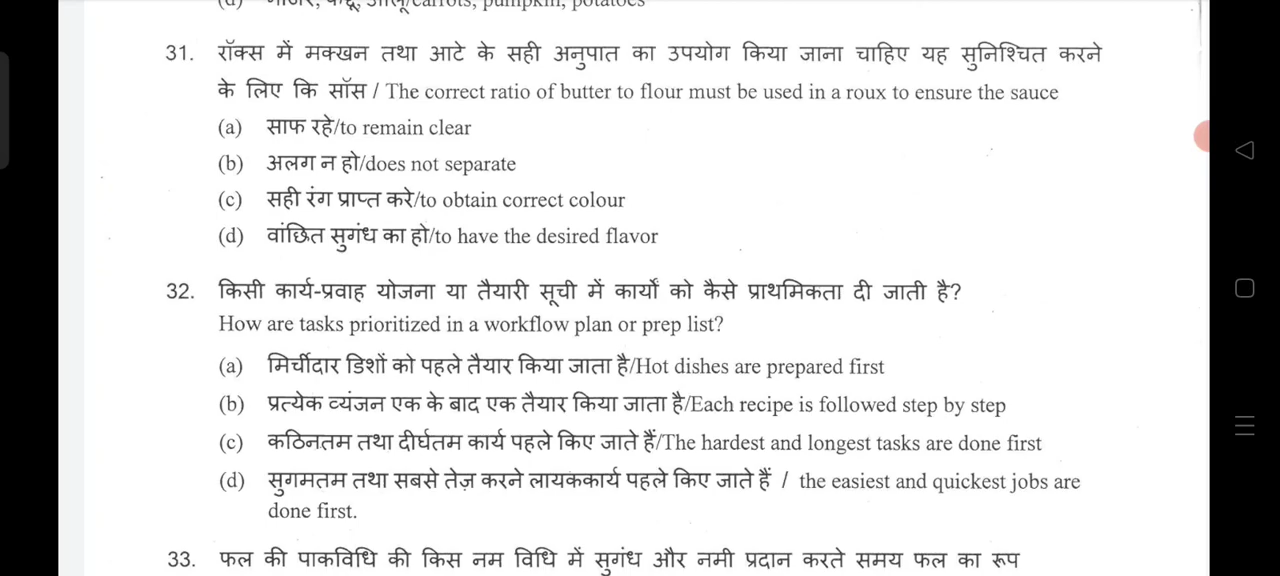 (d) गाजर, कद्दू, आलू/carrots, pumpkin, potatoes
31. रॉक्स में मक्खन तथा आटे के सही अनुपात का उपयोग किया जाना चाहिए यह सुनिश्चित करने
के लिए कि सॉस / The correct ratio of butter to flour must be used in a roux to ensure the sauce
(a) साफ रहे/to remain clear
(b) अलग न हो/does not separate
(c) सही रंग प्राप्त करे/to obtain correct colour
(d) वांछित सुगंध का हो/to have the desired flavor
32. किसी कार्य-प्रवाह योजना या तैयारी सूची में कार्यों को कैसे प्राथमिकता दी जाती है?
How are tasks prioritized in a workflow plan or prep list?
(a) मिर्चीदार डिशों को पहले तैयार किया जाता है/Hot dishes are prepared first
(b) प्रत्येक व्यंजन एक के बाद एक तैयार किया जाता है/Each recipe is followed step by step
(c) कठिनतम तथा दीर्घतम कार्य पहले किए जाते हैं/The hardest and longest tasks are done first
(d) सुगमतम तथा सबसे तेज़ करने लायककार्य पहले किए जाते हैं / the easiest and quickest jobs are
done first.
33. फल की पाकविधि की किस नम विधि में सुगंध और नमी प्रदान करते समय फल का रूप